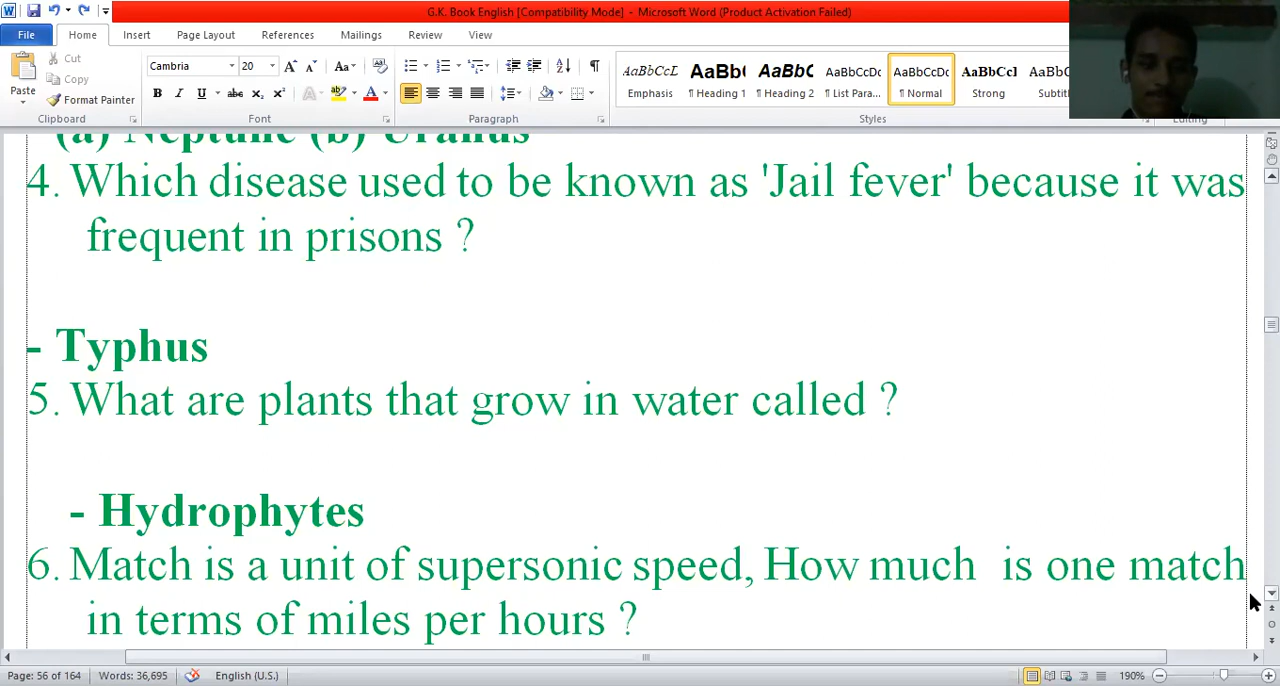 G.K. Book English [Compatibility Mode] - Microsoft Word (Product Activation Failed)
File Home Insert Page Layout References Mailings Review View
Paste
Cut
Copy
Format Painter
Clipboard
Cambria 20
Font
Paragraph
AaBbCcL AaBb( AaBbC AaBbCcDc AaBbCcDc AaBbCcl AaBb
Emphasis ¶ Heading 1 ¶ Heading 2 ¶ List Para... ¶ Normal Strong Subtit
Styles
Editing
(a) Neptune (b) Uranus
4. Which disease used to be known as 'Jail fever' because it was
frequent in prisons ?
- Typhus
5. What are plants that grow in water called ?
- Hydrophytes
6. Match is a unit of supersonic speed, How much is one match
in terms of miles per hours ?
Page: 56 of 164 Words: 36,695 English (U.S.) 190%